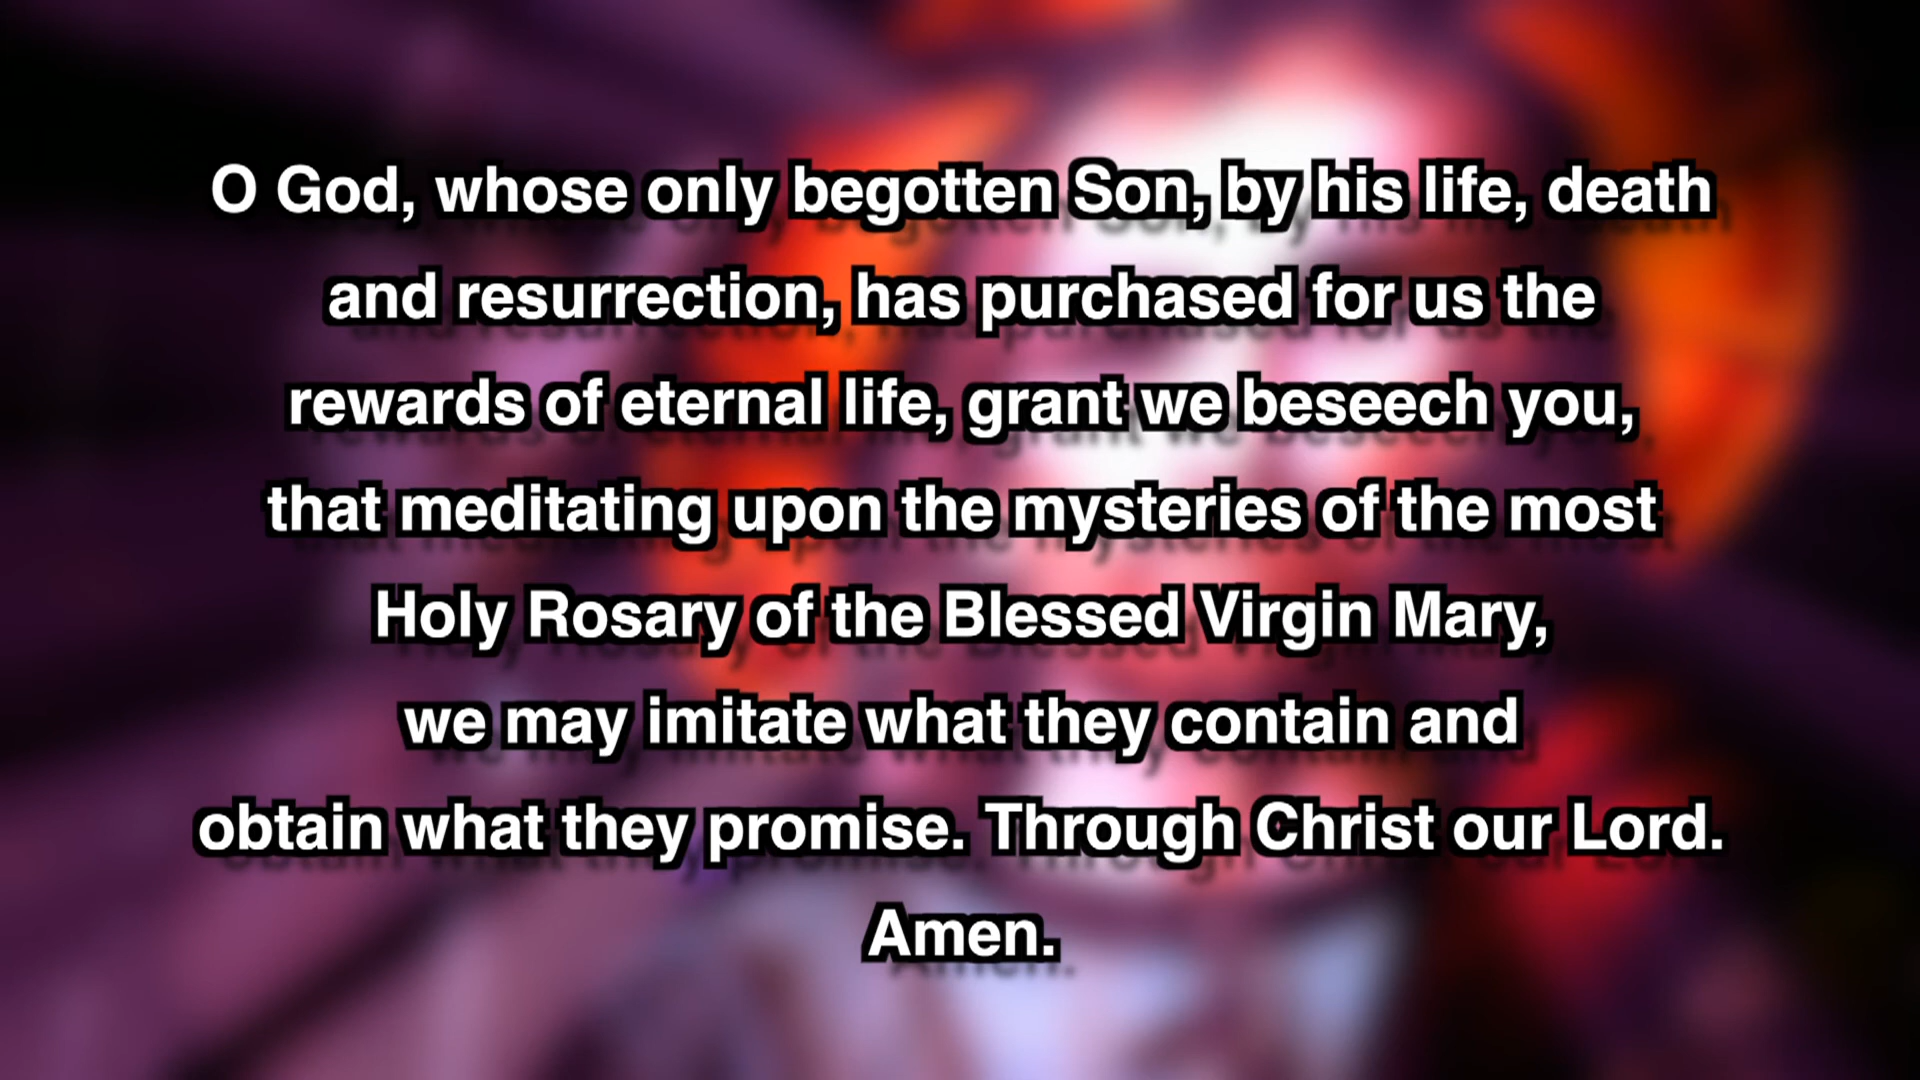 O God, whose only begotten Son, by his life, death
and resurrection, has purchased for us the
rewards of eternal life, grant we beseech you,
that meditating upon the mysteries of the most
Holy Rosary of the Blessed Virgin Mary,
we may imitate what they contain and
obtain what they promise. Through Christ our Lord.
Amen.